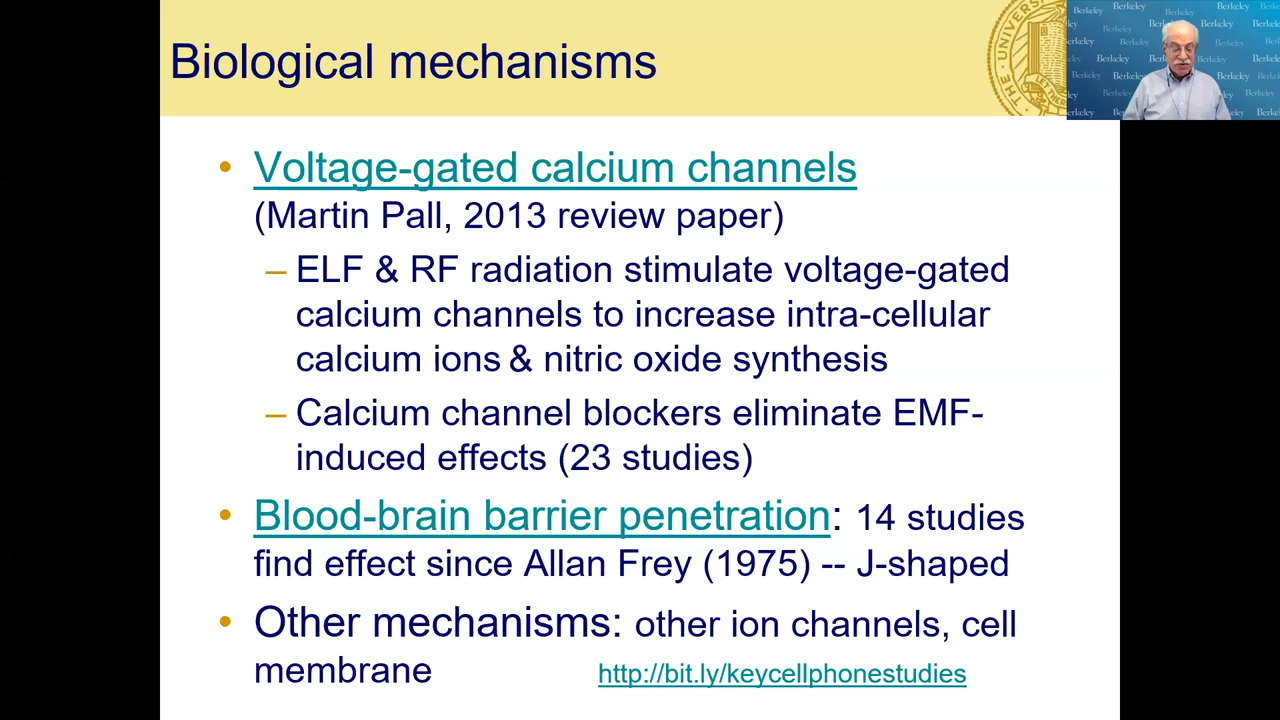 Biological mechanisms
• Voltage-gated calcium channels
(Martin Pall, 2013 review paper)
– ELF & RF radiation stimulate voltage-gated
calcium channels to increase intra-cellular
calcium ions & nitric oxide synthesis
– Calcium channel blockers eliminate EMF-
induced effects (23 studies)
• Blood-brain barrier penetration: 14 studies
find effect since Allan Frey (1975) -- J-shaped
• Other mechanisms: other ion channels, cell
membrane http://bit.ly/keycellphonestudies
THE UNIVERS
Berkeley